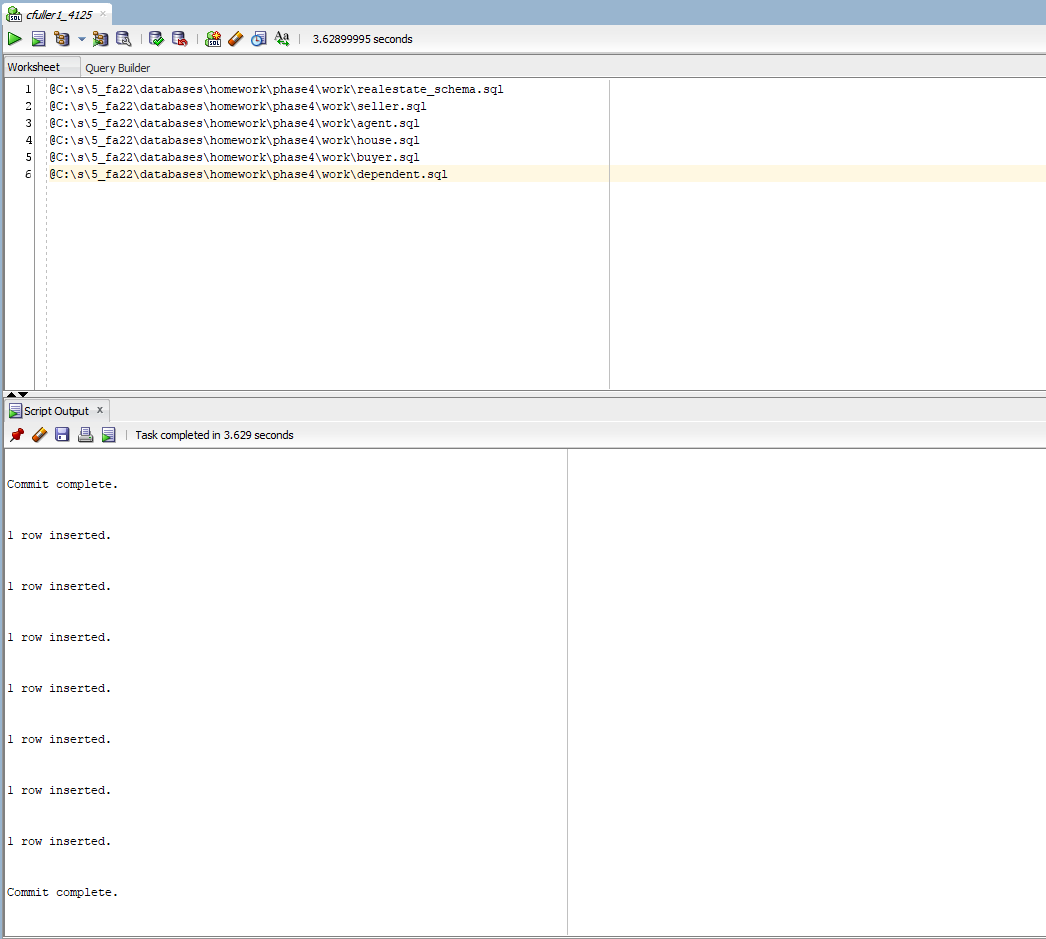 cfuller1_4125
3.62899995 seconds
Worksheet Query Builder
1 @C:\s\5_fa22\databases\homework\phase4\work\realestate_schema.sql
2 @C:\s\5_fa22\databases\homework\phase4\work\seller.sql
3 @C:\s\5_fa22\databases\homework\phase4\work\agent.sql
4 @C:\s\5_fa22\databases\homework\phase4\work\house.sql
5 @C:\s\5_fa22\databases\homework\phase4\work\buyer.sql
6 @C:\s\5_fa22\databases\homework\phase4\work\dependent.sql
Script Output x
Task completed in 3.629 seconds
Commit complete.
1 row inserted.
1 row inserted.
1 row inserted.
1 row inserted.
1 row inserted.
1 row inserted.
1 row inserted.
Commit complete.